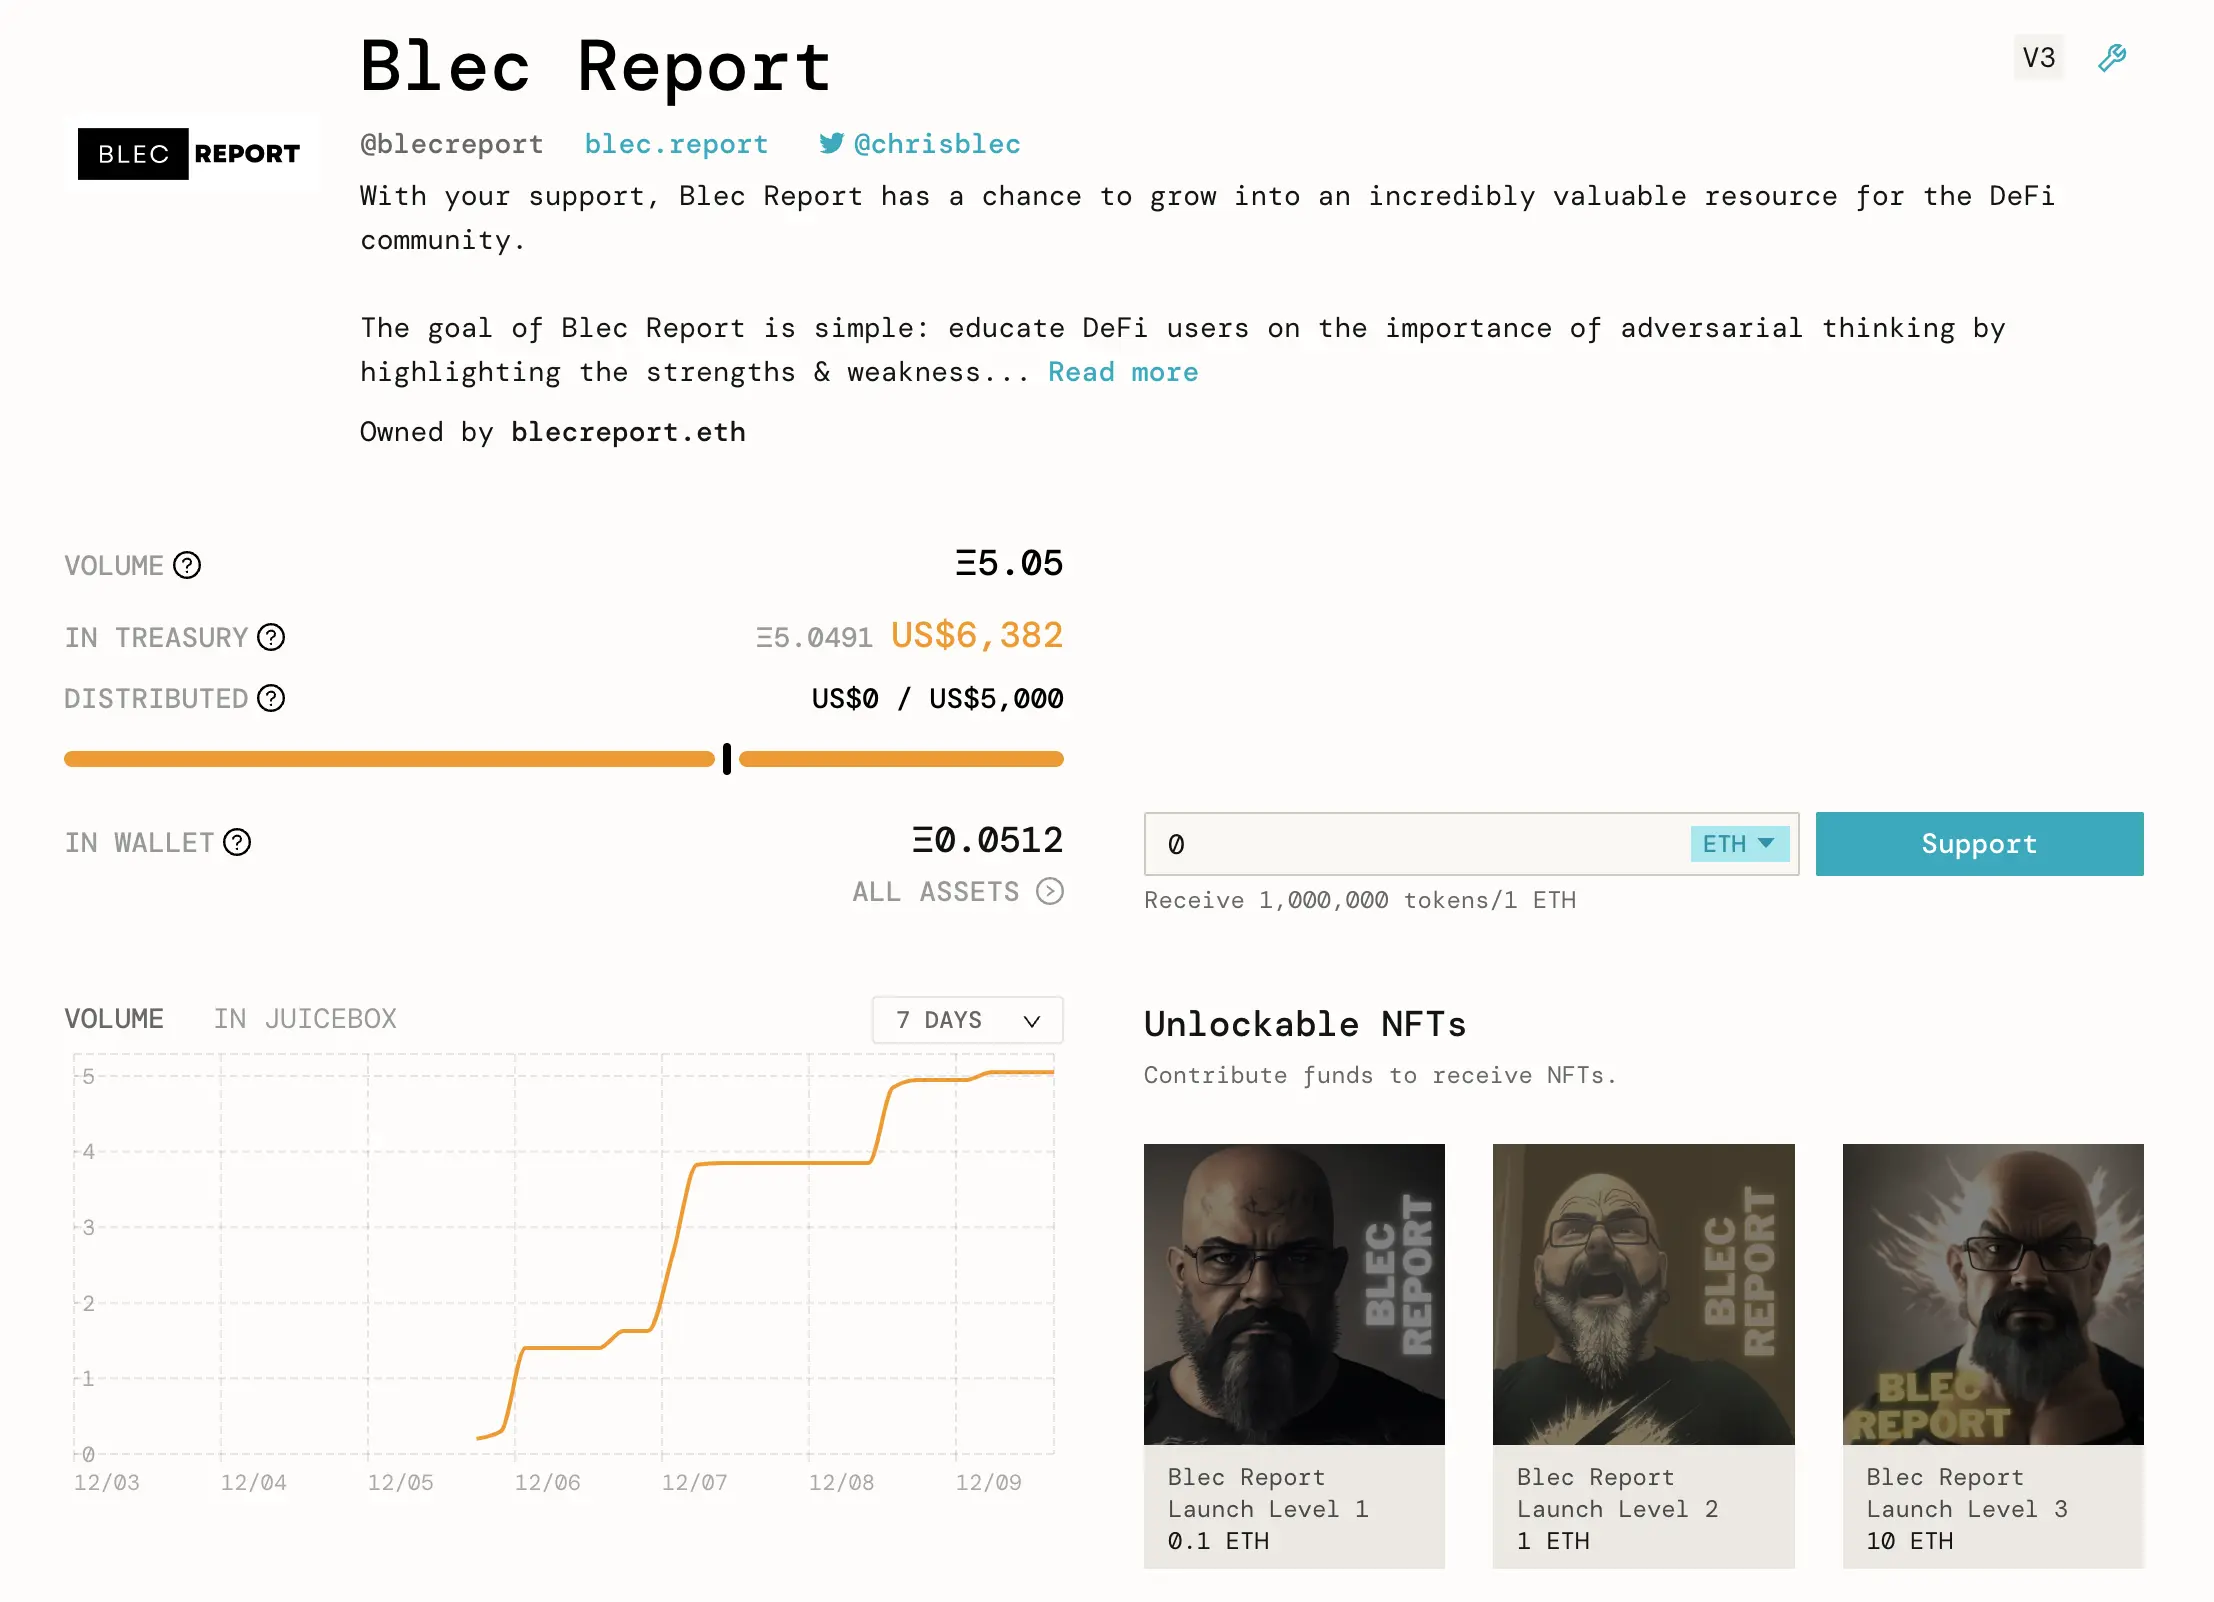 Blec Report
V3
BLEC REPORT
@blecreport blec.report @chrisblec
With your support, Blec Report has a chance to grow into an incredibly valuable resource for the DeFi
community.
The goal of Blec Report is simple: educate DeFi users on the importance of adversarial thinking by
highlighting the strengths & weakness... Read more
Owned by blecreport.eth
VOLUME ? Ξ5.05
IN TREASURY ? Ξ5.0491 US$6,382
DISTRIBUTED ? US$0 / US$5,000
IN WALLET ? Ξ0.0512
ALL ASSETS
0 ETH
Support
Receive 1,000,000 tokens/1 ETH
VOLUME IN JUICEBOX
7 DAYS
5
4
3
2
1
0
12/03 12/04 12/05 12/06 12/07 12/08 12/09
Unlockable NFTs
Contribute funds to receive NFTs.
BLEC
REPORT
Blec Report
Launch Level 1
0.1 ETH
BLEC
REPORT
Blec Report
Launch Level 2
1 ETH
BLEC
REPORT
Blec Report
Launch Level 3
10 ETH